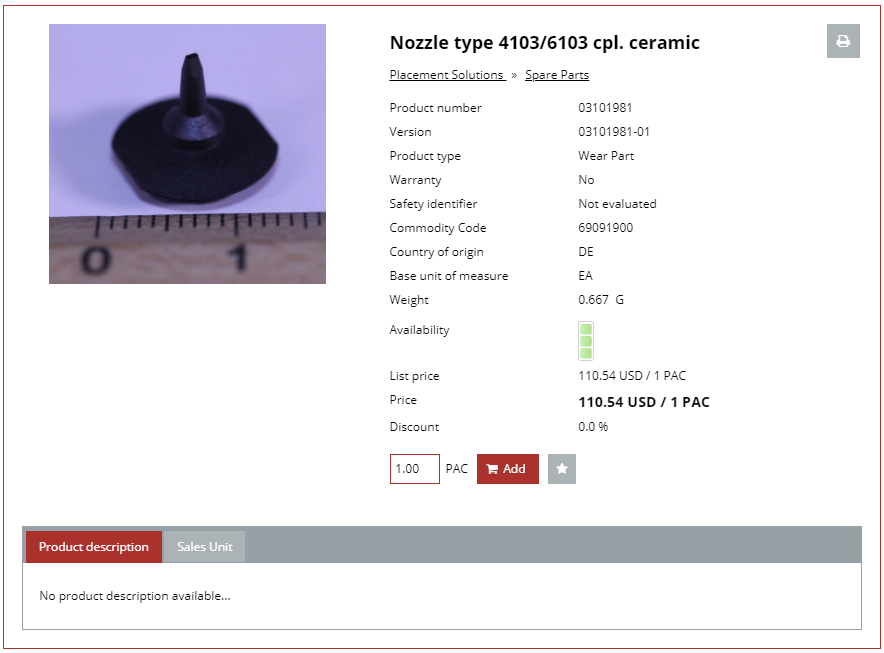 Nozzle type 4103/6103 cpl. ceramic
Placement Solutions » Spare Parts
Product number 03101981
Version 03101981-01
Product type Wear Part
Warranty No
Safety identifier Not evaluated
Commodity Code 69091900
Country of origin DE
Base unit of measure EA
Weight 0.667 G
Availability
List price 110.54 USD / 1 PAC
Price 110.54 USD / 1 PAC
Discount 0.0 %
1.00 PAC Add
0 1
Product description Sales Unit
No product description available...